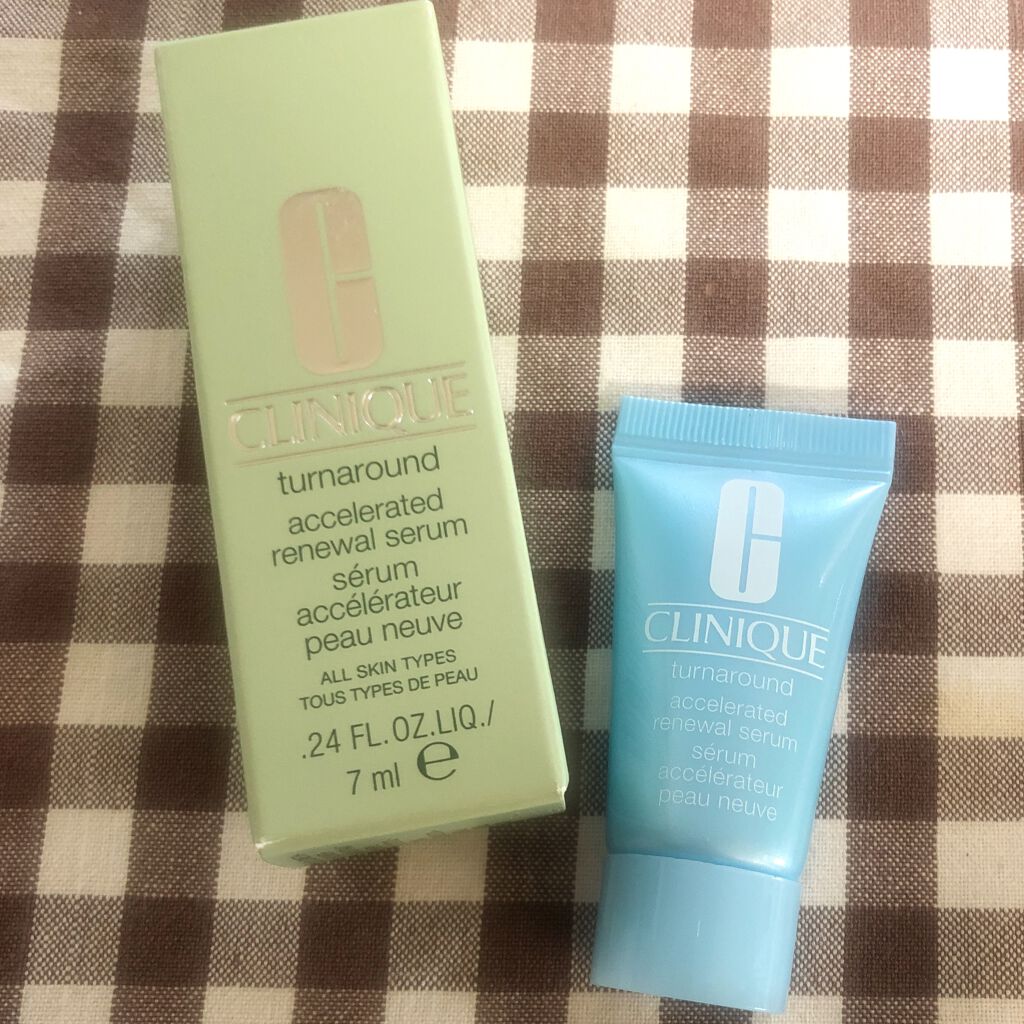 CLINIQUE
turnaround
accelerated
renewal serum
sérum
accélérateur
peau neuve
ALL SKIN TYPES
TOUS TYPES DE PEAU
.24 FL.OZ.LIQ./
7 ml e
CLINIQUE
turnaround
accelerated
renewal serum
sérum
accélérateur
peau neuve